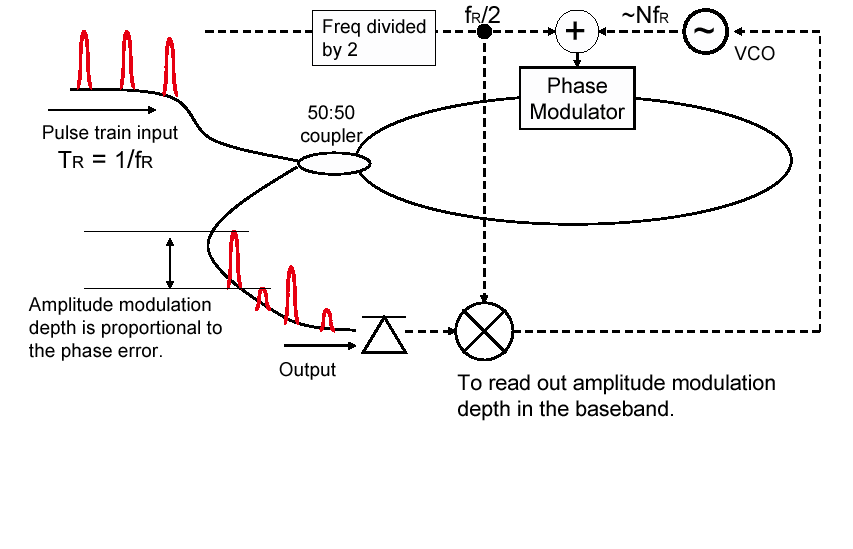 Freq divided
by 2
fR/2
+
~NfR
~
VCO
Phase
Modulator
50:50
coupler
Pulse train input
TR = 1/fR
Amplitude modulation
depth is proportional to
the phase error.
Output
To read out amplitude modulation
depth in the baseband.